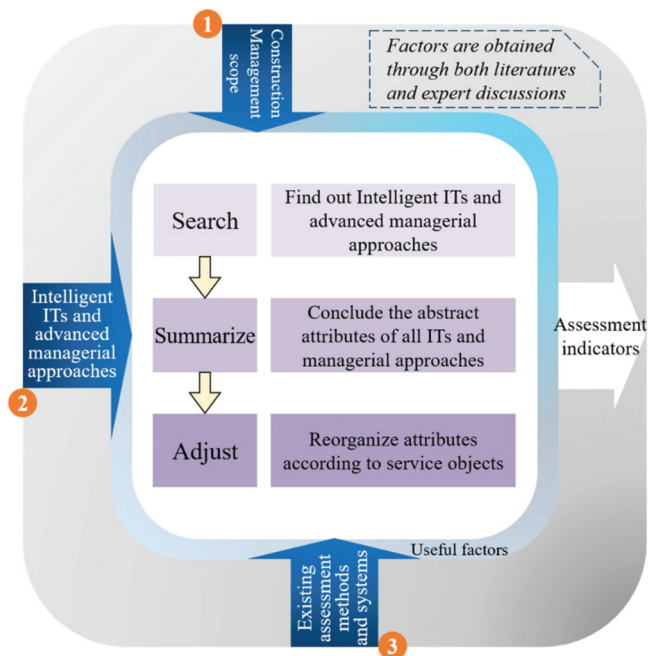 1
Construction
Management
scope
Factors are obtained
through both literatures
and expert discussions
Search
Find out Intelligent ITs and
advanced managerial
approaches
Intelligent
ITs and
advanced
managerial
approaches
2
Summarize
Conclude the abstract
attributes of all ITs and
managerial approaches
Assessment
indicators
Adjust
Reorganize attributes
according to service objects
Useful factors
Existing
assessment
methods
and systems
3